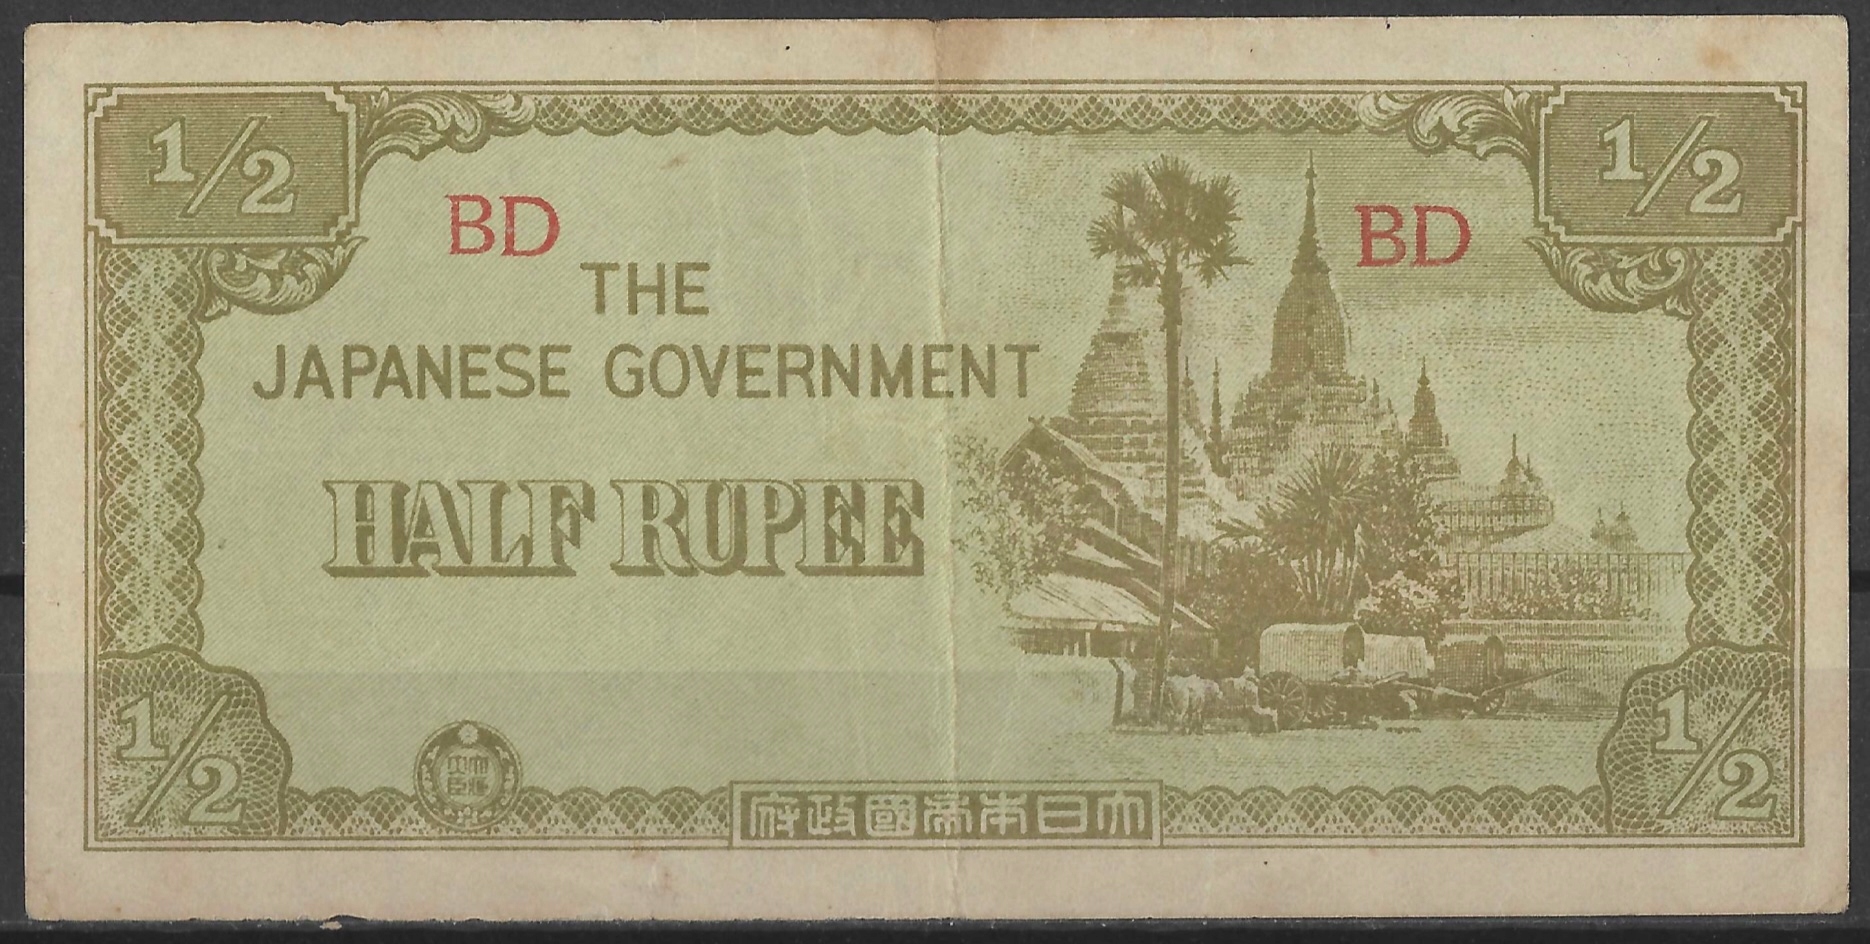 1/2
1/2
BD
BD
THE
JAPANESE GOVERNMENT
HALF RUPEE
1/2
1/2
大日本帝國政府